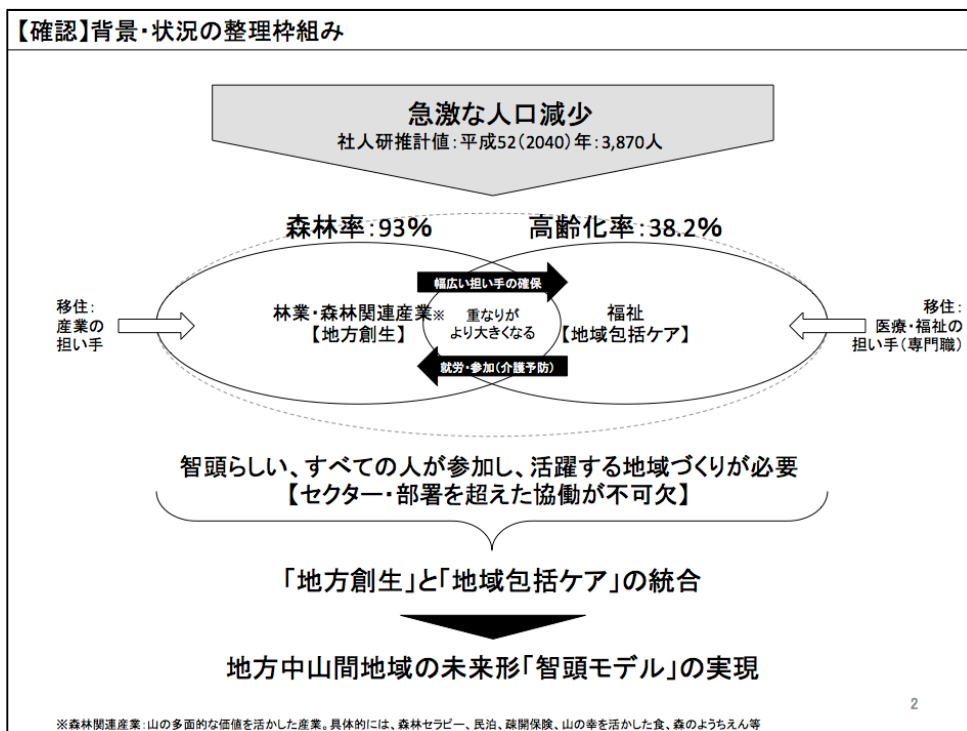 【確認】背景・状況の整理枠組み
急激な人口減少
社人研推計値：平成52（2040）年：3,870人
森林率：93%
高齢化率：38.2%
幅広い担い手の確保
移住：
産業の
担い手
林業・森林関連産業※
【地方創生】
重なりが
より大きくなる
福祉
【地域包括ケア】
移住：
医療・福祉の
担い手（専門職）
就労・参加（介護予防）
智頭らしい、すべての人が参加し、活躍する地域づくりが必要
【セクター・部署を超えた協働が不可欠】
「地方創生」と「地域包括ケア」の統合
地方中山間地域の未来形「智頭モデル」の実現
2
※森林関連産業：山の多面的な価値を活かした産業。具体的には、森林セラピー、民泊、疎開保険、山の幸を活かした食、森のようちえん等